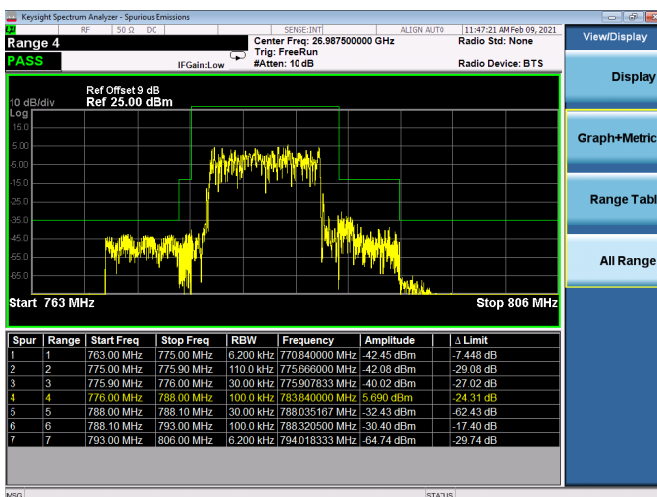 Keysight Spectrum Analyzer - Spurious Emissions
RF 50 Ω DC SENSE:INT ALIGN AUTO 11:47:21 AM Feb 09, 2021
Range 4 Center Freq: 26.987500000 GHz Radio Std: None
Trig: FreeRun
PASS IFGain:Low #Atten: 10 dB Radio Device: BTS
Ref Offset 9 dB
10 dB/div Ref 25.00 dBm
Log
15.0
5.00
-5.00
-15.0
-25.0
-35.0
-45.0
-55.0
-65.0
Start 763 MHz Stop 806 MHz
Spur Range Start Freq Stop Freq RBW Frequency Amplitude Δ Limit
1 1 763.00 MHz 775.00 MHz 6.200 kHz 770840000 MHz -42.45 dBm -7.448 dB
2 2 775.00 MHz 775.90 MHz 110.0 kHz 775666000 MHz -42.08 dBm -29.08 dB
3 3 775.90 MHz 776.00 MHz 30.00 kHz 775907833 MHz -40.02 dBm -27.02 dB
4 4 776.00 MHz 788.00 MHz 100.0 kHz 783840000 MHz 5.690 dBm -24.31 dB
5 5 788.00 MHz 788.10 MHz 30.00 kHz 788035167 MHz -32.43 dBm -62.43 dB
6 6 788.10 MHz 793.00 MHz 100.0 kHz 788320500 MHz -30.40 dBm -17.40 dB
7 7 793.00 MHz 806.00 MHz 6.200 kHz 794018333 MHz -64.74 dBm -29.74 dB
MSG STATUS
View/Display
Display
Graph+Metric
Range Tabl
All Range